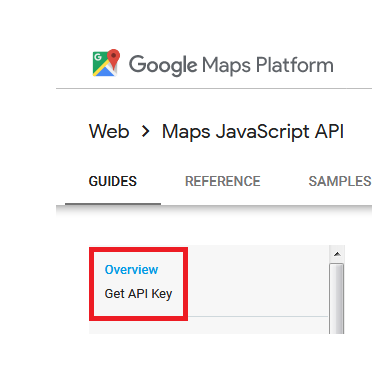 Google Maps Platform
Web > Maps JavaScript API
GUIDES REFERENCE SAMPLES
Overview
Get API Key